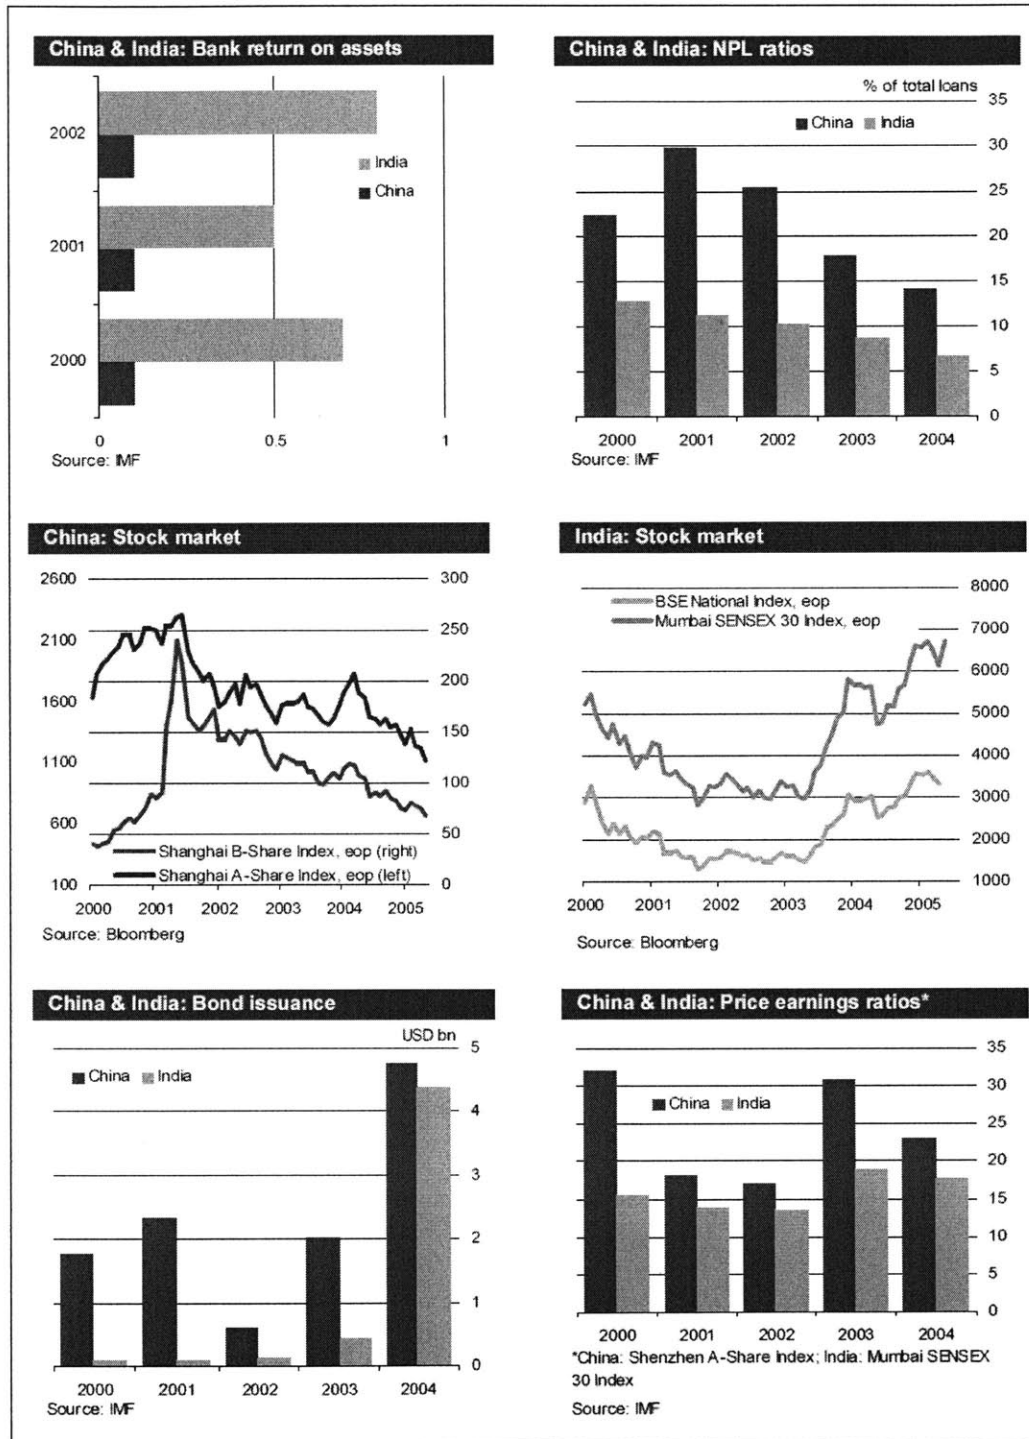 China & India: Bank return on assets
2002
2001
2000
India
China
0
0.5
1
Source: IMF
China & India: NPL ratios
% of total loans
China
India
35
30
25
20
15
10
5
0
2000
2001
2002
2003
2004
Source: IMF
China: Stock market
2600
2100
1600
1100
600
100
300
250
200
150
100
50
0
Shanghai B-Share Index, eop (right)
Shanghai A-Share Index, eop (left)
2000
2001
2002
2003
2004
2005
Source: Bloomberg
India: Stock market
BSE National Index, eop
Mumbai SENSEX 30 Index, eop
8000
7000
6000
5000
4000
3000
2000
1000
2000
2001
2002
2003
2004
2005
Source: Bloomberg
China & India: Bond issuance
USD bn
China
India
5
4
3
2
1
0
2000
2001
2002
2003
2004
Source: IMF
China & India: Price earnings ratios*
China
India
35
30
25
20
15
10
5
0
2000
2001
2002
2003
2004
*China: Shenzhen A-Share Index; India: Mumbai SENSEX
30 Index
Source: IMF